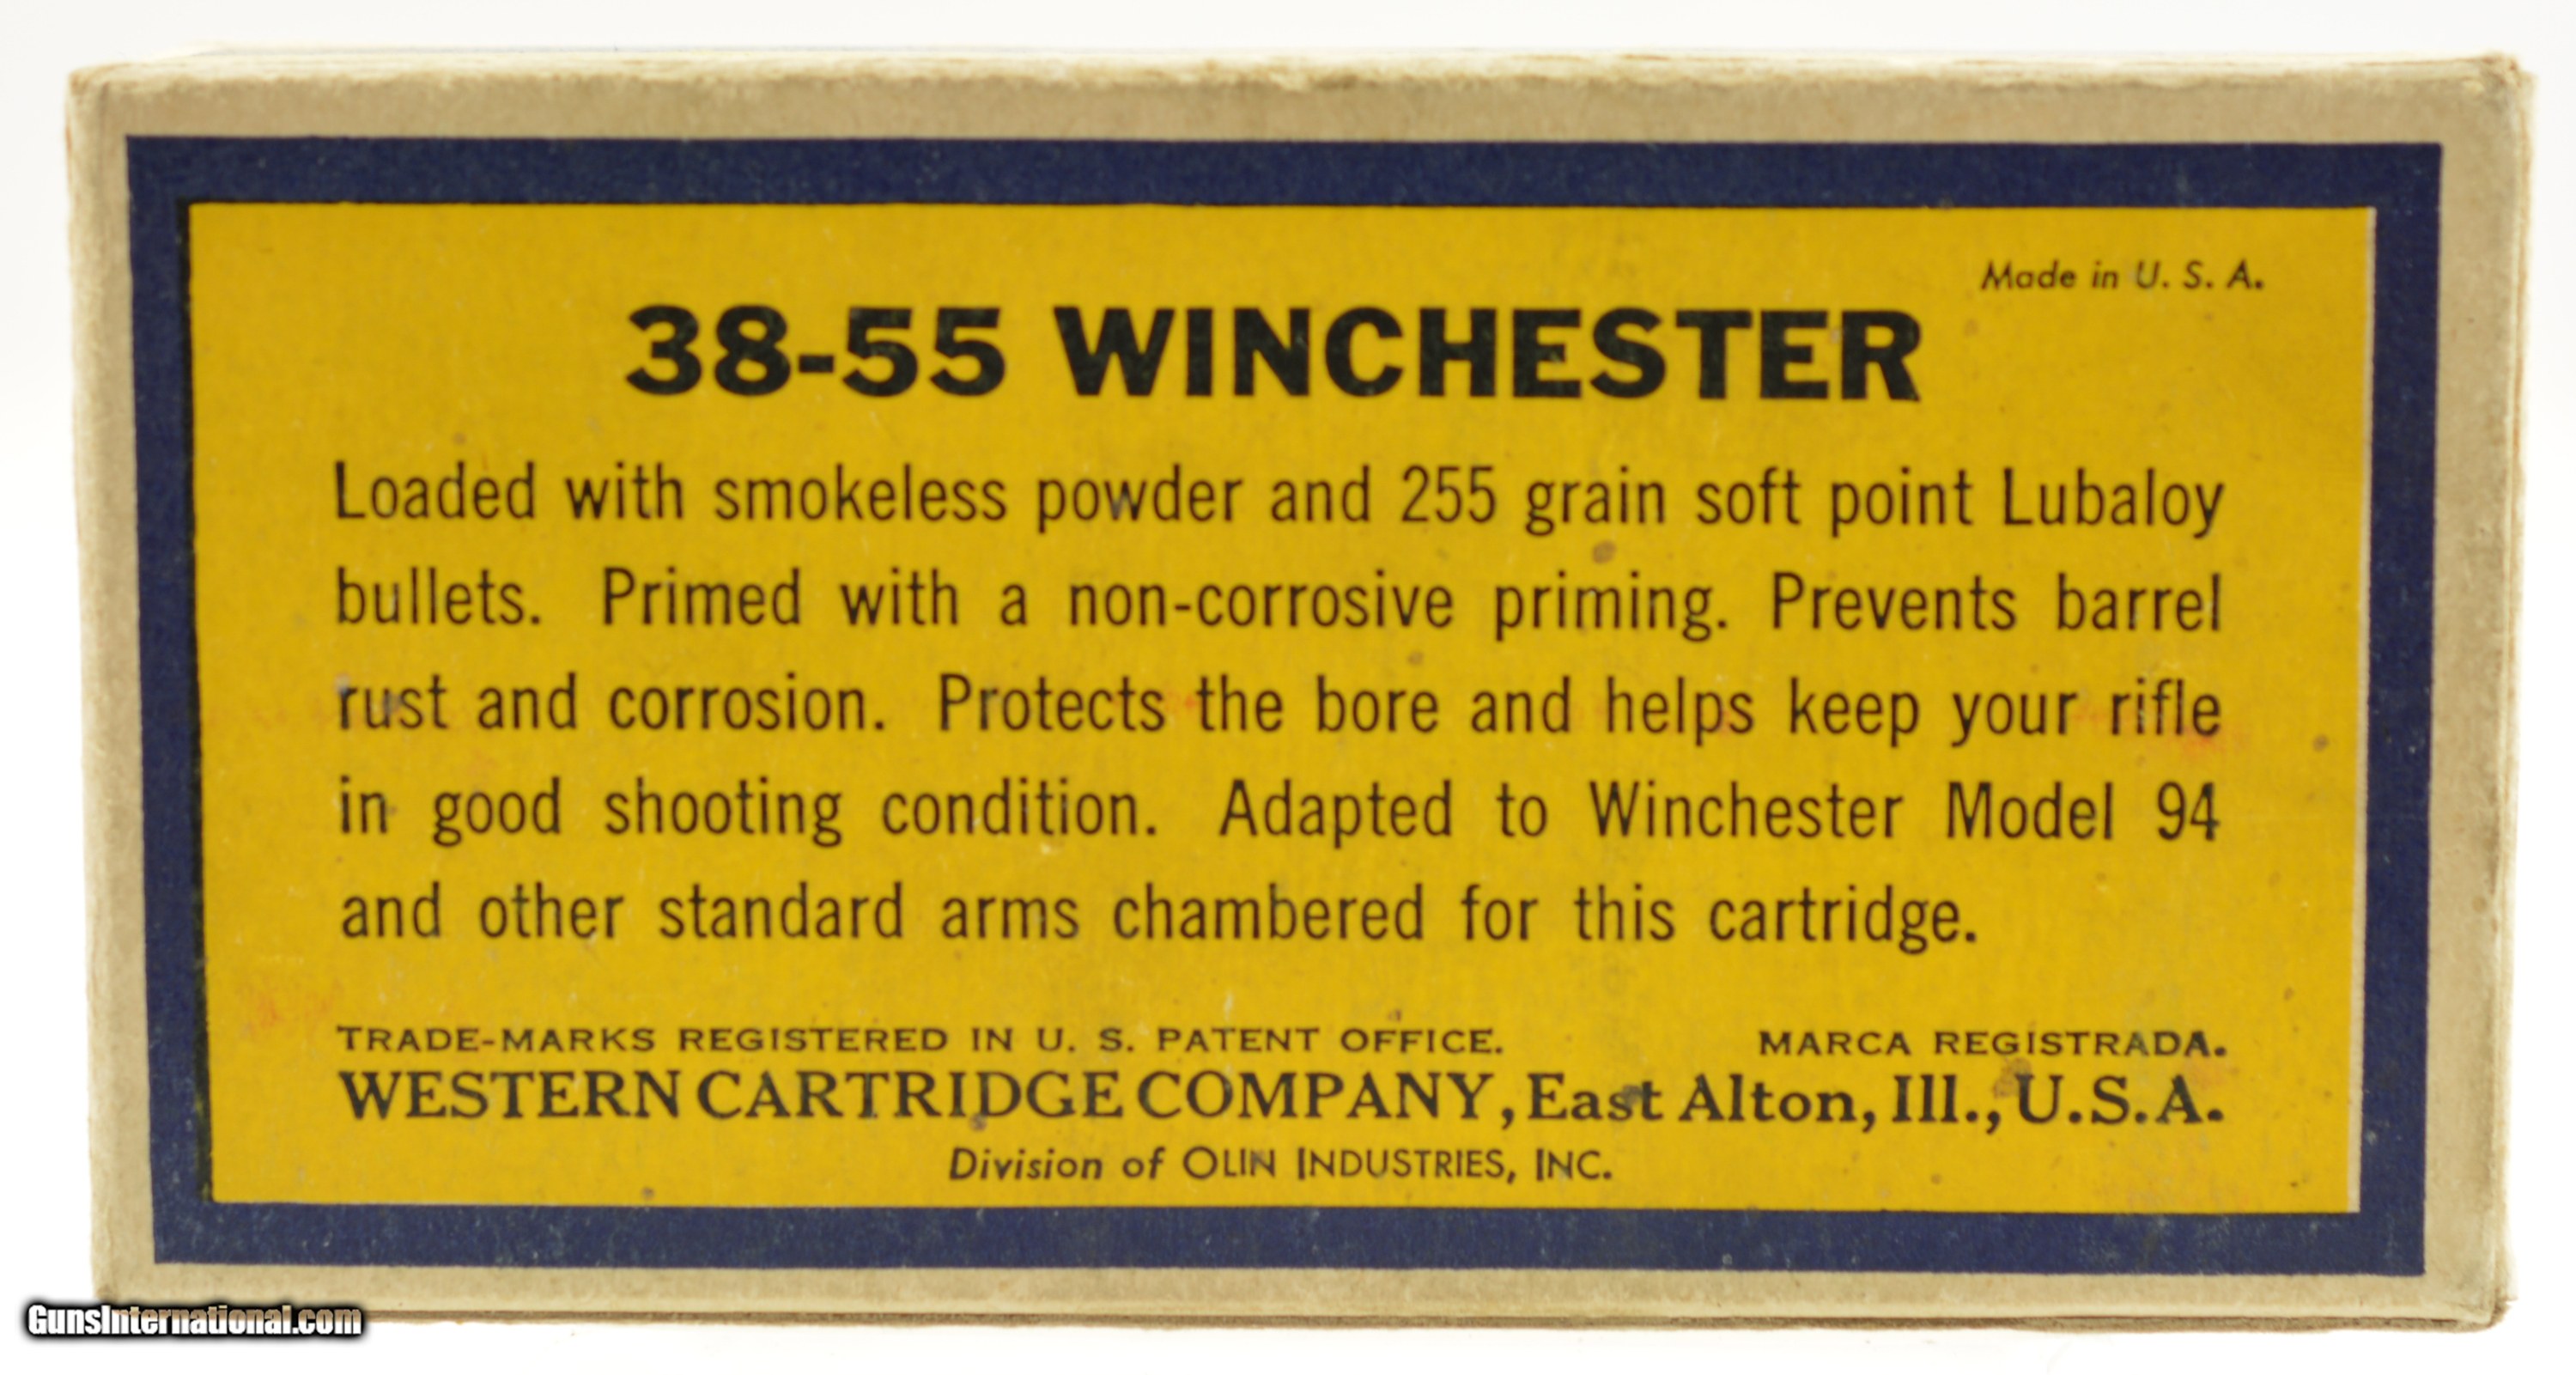 Made in U. S. A.
38-55 WINCHESTER
Loaded with smokeless powder and 255 grain soft point Lubaloy
bullets. Primed with a non-corrosive priming. Prevents barrel
rust and corrosion. Protects the bore and helps keep your rifle
in good shooting condition. Adapted to Winchester Model 94
and other standard arms chambered for this cartridge.
TRADE-MARKS REGISTERED IN U. S. PATENT OFFICE. MARCA REGISTRADA.
WESTERN CARTRIDGE COMPANY, East Alton, Ill., U.S.A.
Division of OLIN INDUSTRIES, INC.
GunsInternational.com